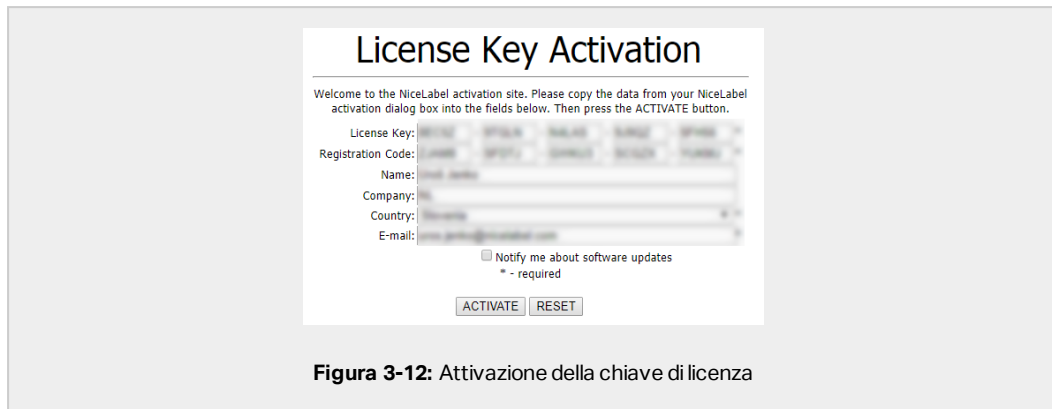 License Key Activation
Welcome to the NiceLabel activation site. Please copy the data from your NiceLabel
activation dialog box into the fields below. Then press the ACTIVATE button.
License Key: - - - - *
Registration Code: - - - - *
Name:
Company:
Country: *
E-mail: *
Notify me about software updates
* - required
ACTIVATE RESET
Figura 3-12: Attivazione della chiave di licenza